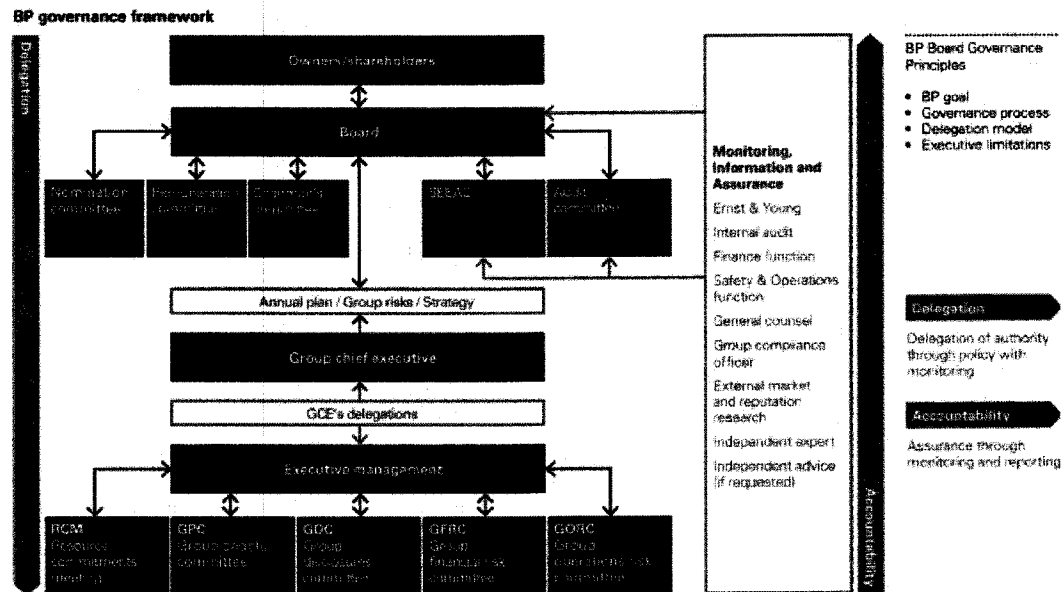 BP governance framework
Delegation
Owners/shareholders
Board
Nomination
committee
Remuneration
committee
Chairman's
committee
SEEAC
Audit
committee
Annual plan / Group risks / Strategy
Group chief executive
GCE's delegations
Executive management
RCM
Resource
commitments
meeting
GPC
Group people
committee
GDC
Group
disclosures
committee
GFRC
Group
financial risk
committee
GORC
Group
operations risk
committee
Monitoring,
Information and
Assurance
Ernst & Young
Internal audit
Finance function
Safety & Operations
function
General counsel
Group compliance
officer
External market
and reputation
research
Independent expert
Independent advice
(if requested)
Accountability
BP Board Governance
Principles
• BP goal
• Governance process
• Delegation model
• Executive limitations
Delegation
Delegation of authority
through policy with
monitoring
Accountability
Assurance through
monitoring and reporting